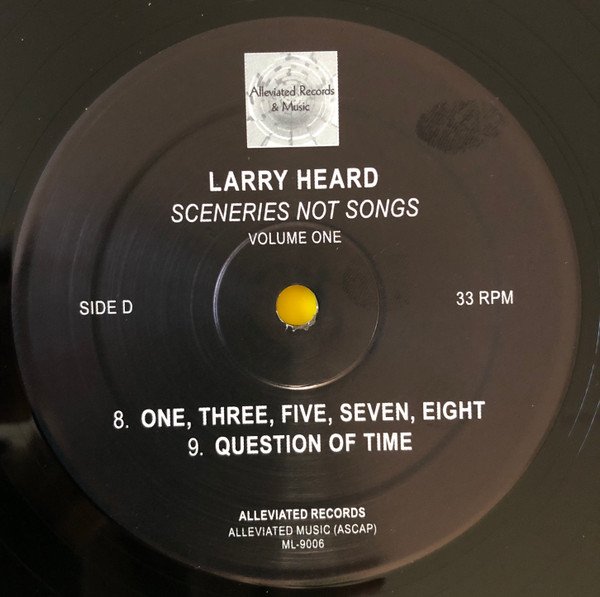 Alleviated Records
& Music
LARRY HEARD
SCENERIES NOT SONGS
VOLUME ONE
SIDE D
33 RPM
8. ONE, THREE, FIVE, SEVEN, EIGHT
9. QUESTION OF TIME
ALLEVIATED RECORDS
ALLEVIATED MUSIC (ASCAP)
ML-9006